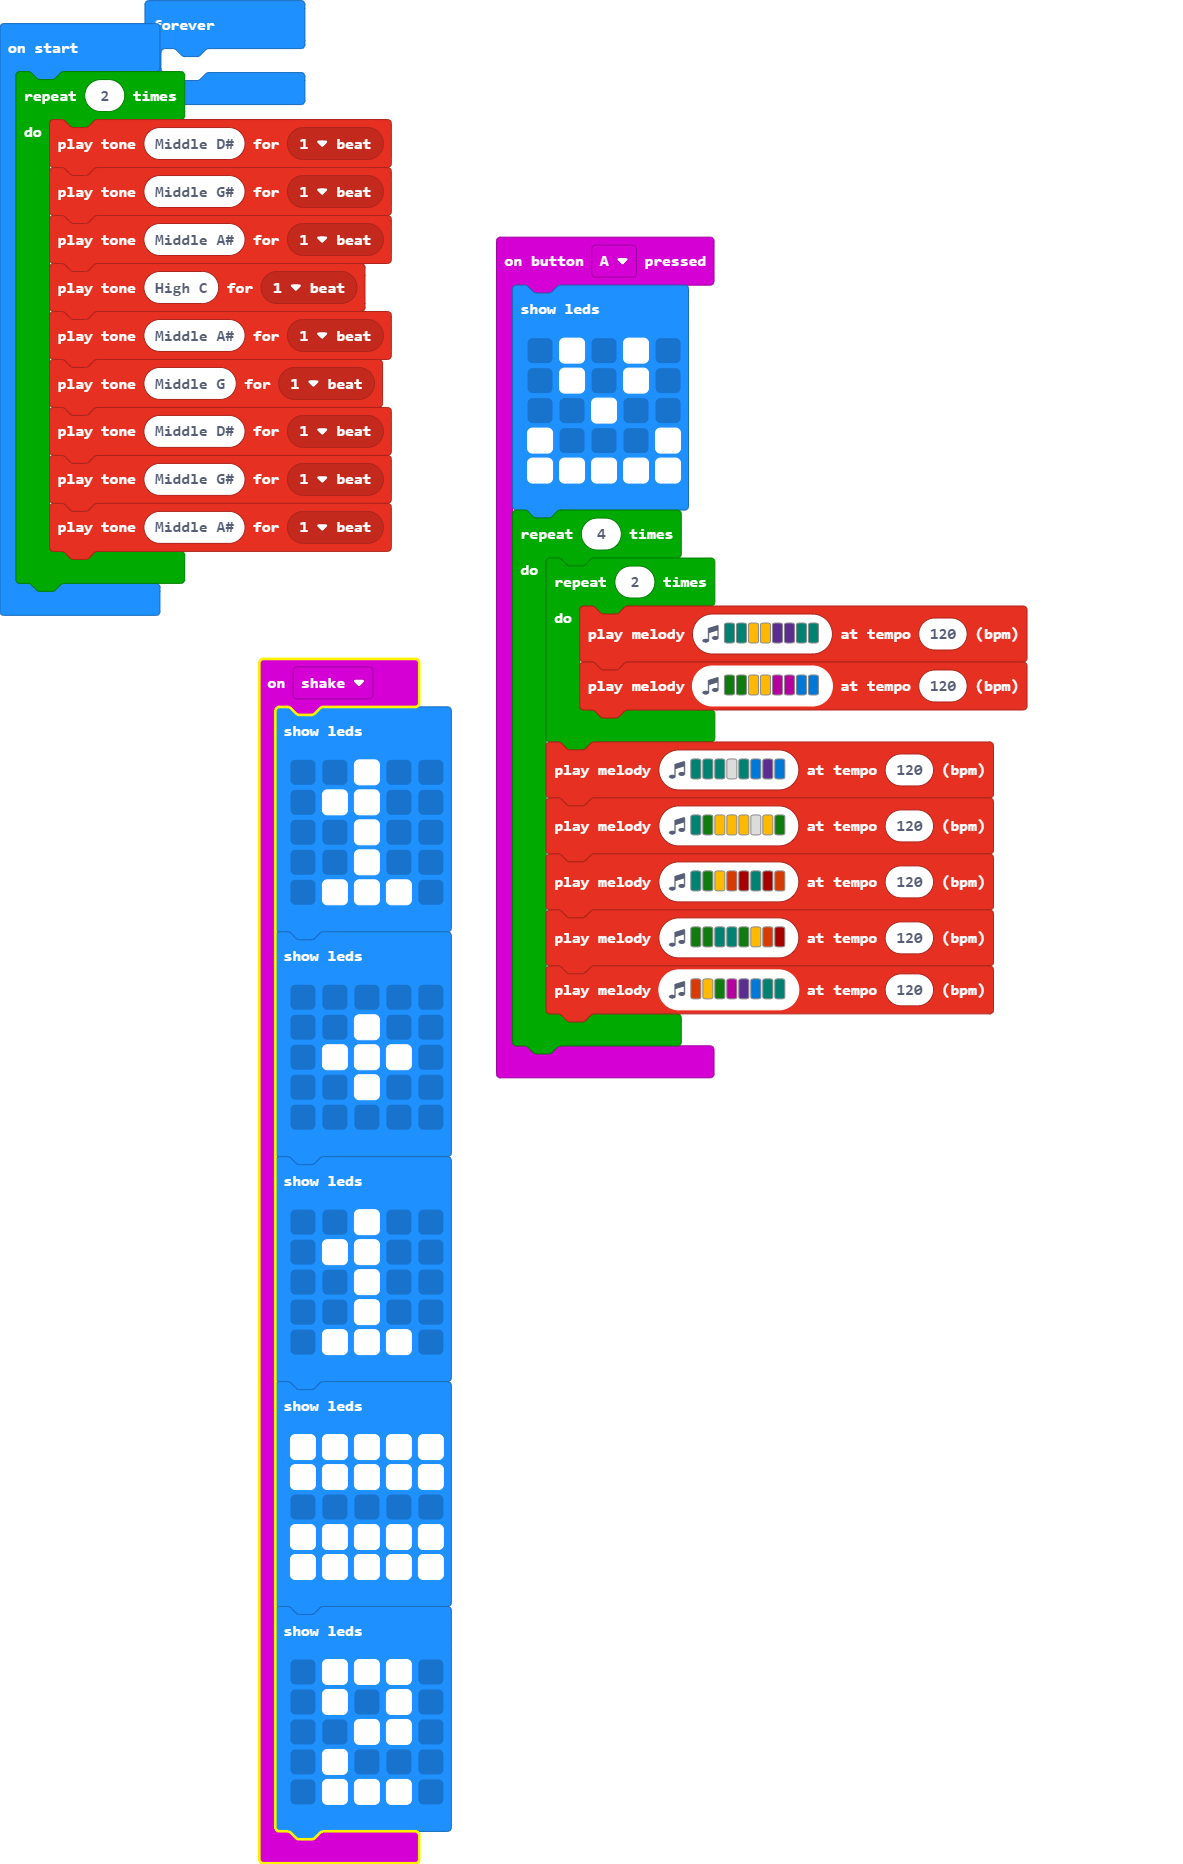 forever
on start
repeat 2 times
do
play tone Middle D# for 1 beat
play tone Middle G# for 1 beat
play tone Middle A# for 1 beat
play tone High C for 1 beat
play tone Middle A# for 1 beat
play tone Middle G for 1 beat
play tone Middle D# for 1 beat
play tone Middle G# for 1 beat
play tone Middle A# for 1 beat
on button A pressed
show leds
repeat 4 times
do
repeat 2 times
do
play melody at tempo 120 (bpm)
play melody at tempo 120 (bpm)
play melody at tempo 120 (bpm)
play melody at tempo 120 (bpm)
play melody at tempo 120 (bpm)
play melody at tempo 120 (bpm)
play melody at tempo 120 (bpm)
on shake
show leds
show leds
show leds
show leds
show leds